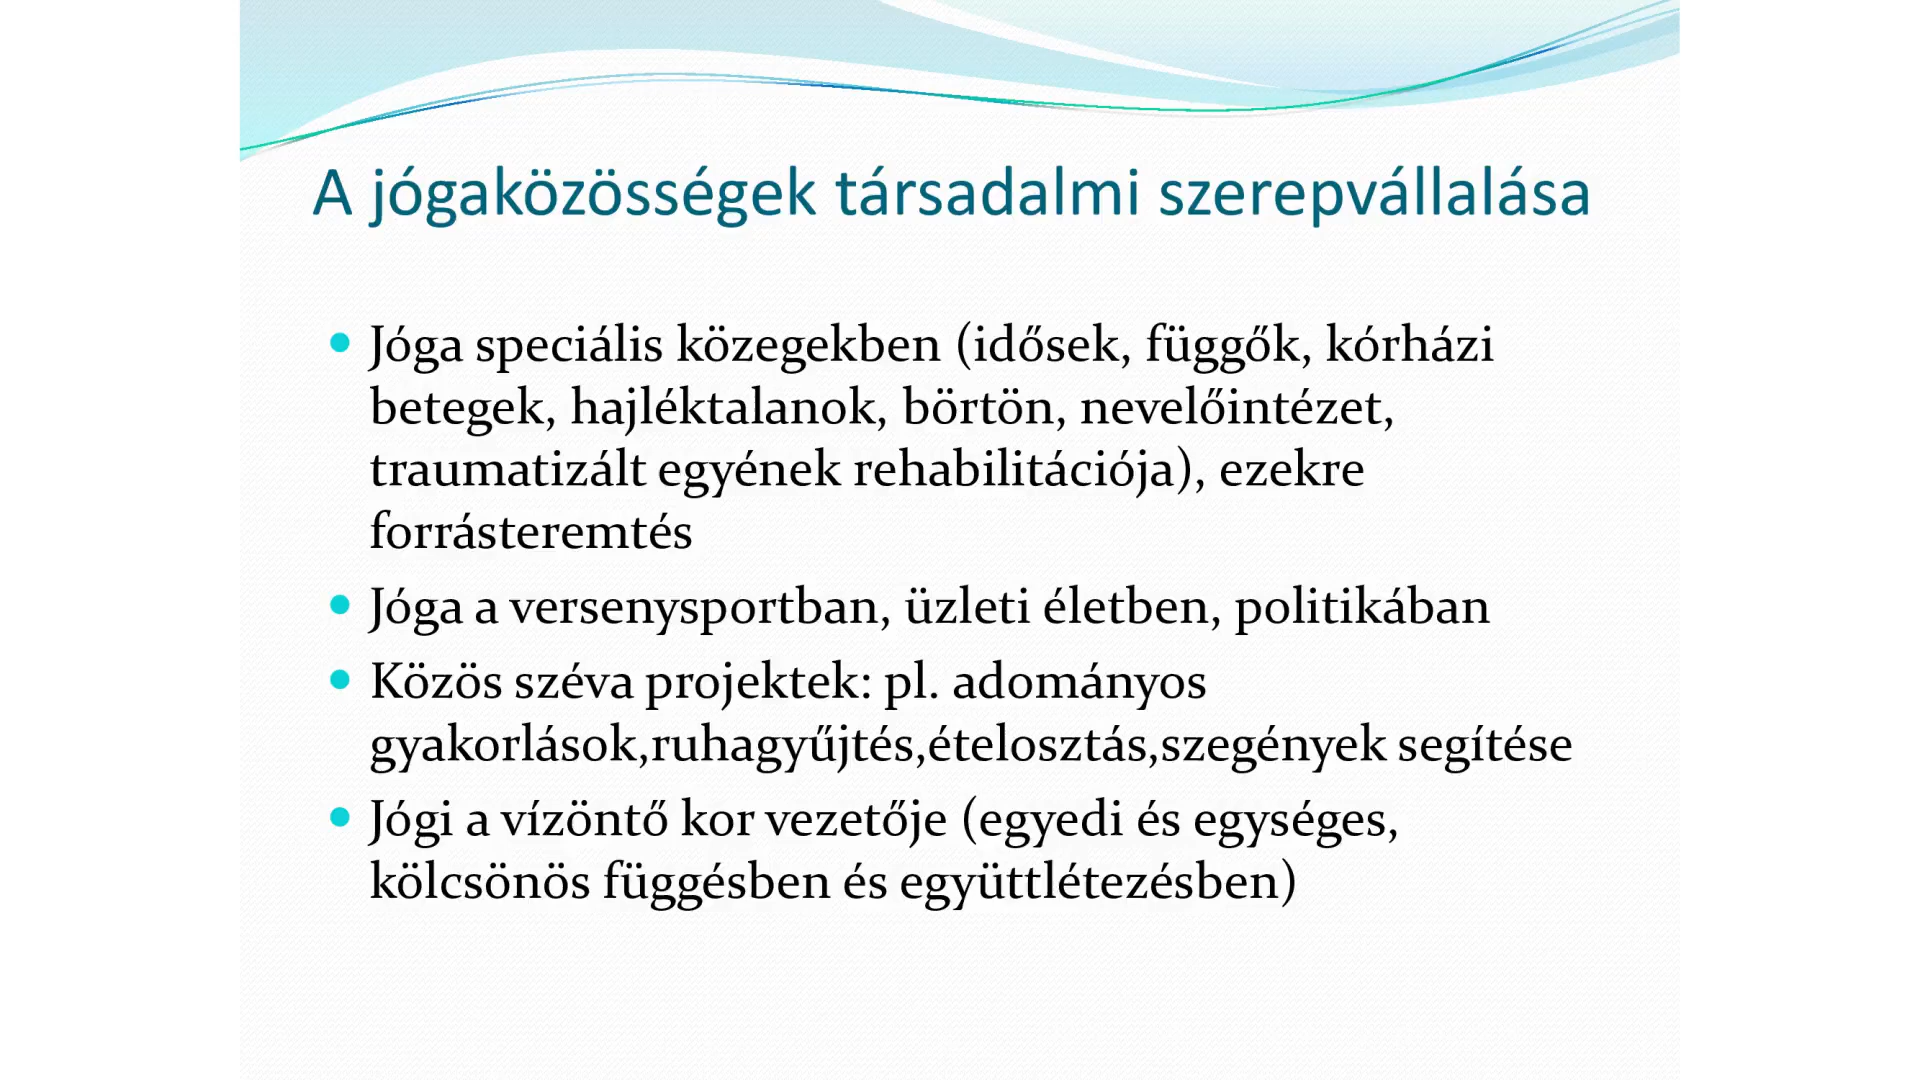 A jógaközösségek társadalmi szerepvállalása
• Jóga speciális közegekben (idősek, függők, kórházi
betegek, hajléktalanok, börtön, nevelőintézet,
traumatizált egyének rehabilitációja), ezekre
forrásteremtés
• Jóga a versenysportban, üzleti életben, politikában
• Közös széva projektek: pl. adományos
gyakorlások,ruhagyűjtés,ételosztás,szegények segítése
• Jógi a vízöntő kor vezetője (egyedi és egységes,
kölcsönös függésben és együttlétezésben)